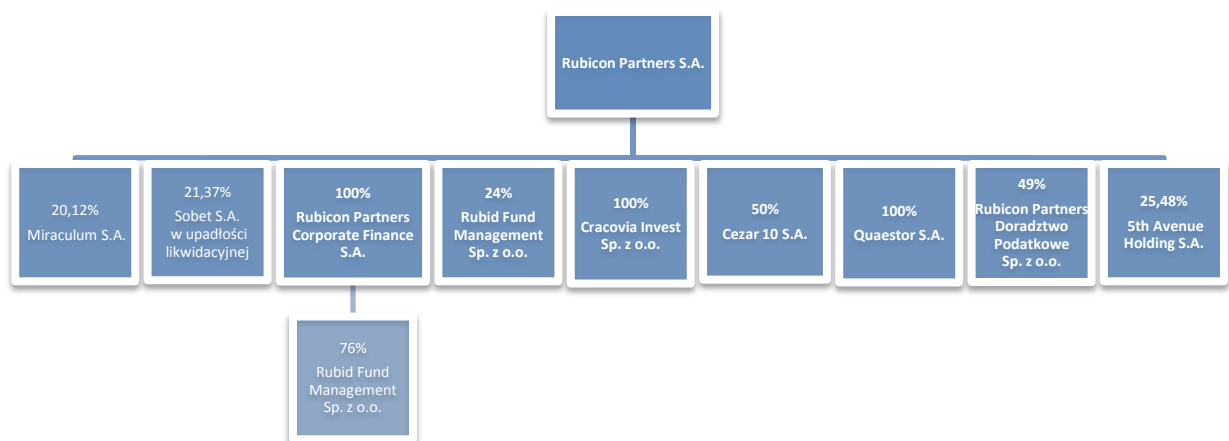 Rubicon Partners S.A.
20,12%
Miraculum S.A.
21,37%
Sobet S.A.
w upadłości
likwidacyjnej
100%
Rubicon Partners
Corporate Finance
S.A.
24%
Rubid Fund
Management
Sp. z o.o.
100%
Cracovia Invest
Sp. z o.o.
50%
Cezar 10 S.A.
100%
Quaestor S.A.
49%
Rubicon Partners
Doradztwo
Podatkowe
Sp. z o.o.
25,48%
5th Avenue
Holding S.A.
76%
Rubid Fund
Management
Sp. z o.o.